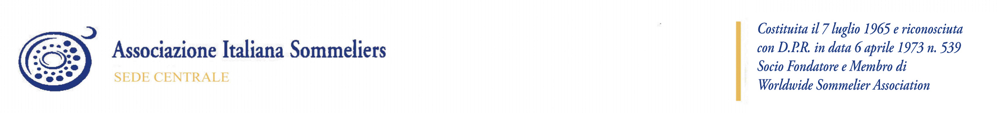 Associazione Italiana Sommeliers
SEDE CENTRALE
Costituita il 7 luglio 1965 e riconosciuta
con D.P.R. in data 6 aprile 1973 n. 539
Socio Fondatore e Membro di
Worldwide Sommelier Association